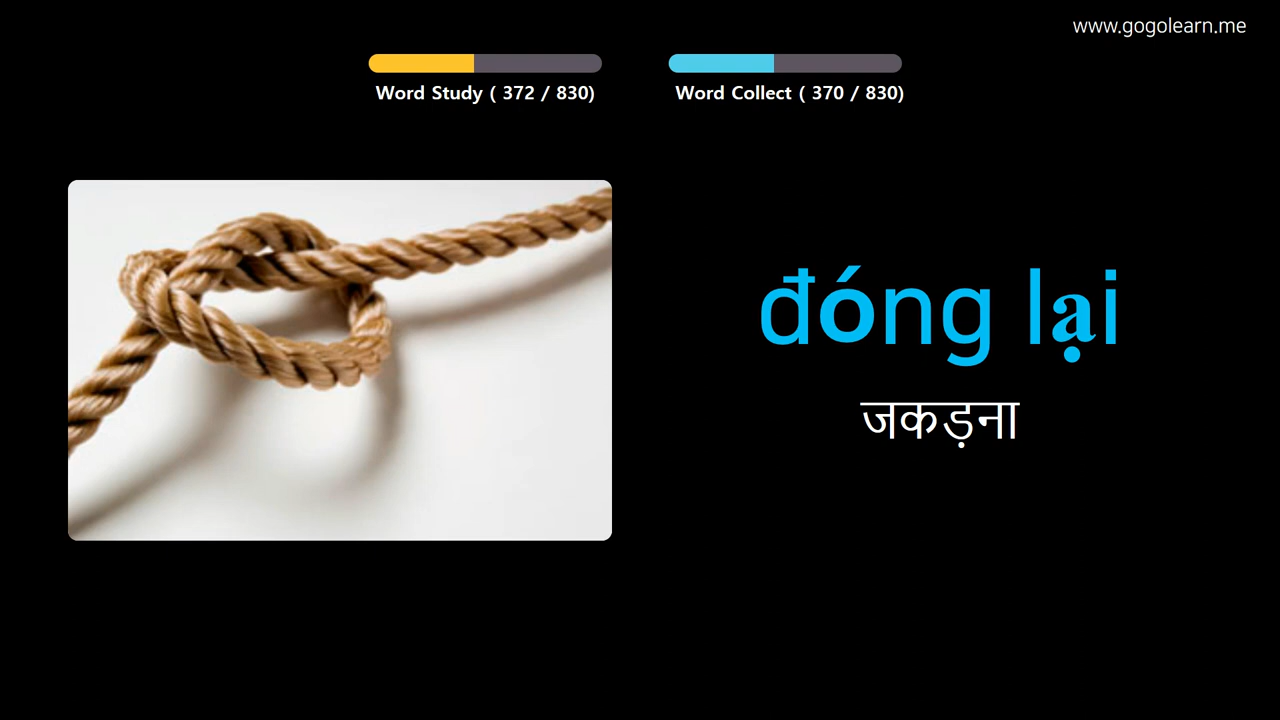 www.gogolearn.me
Word Study ( 372 / 830)
Word Collect ( 370 / 830)
đóng lại
जकड़ना